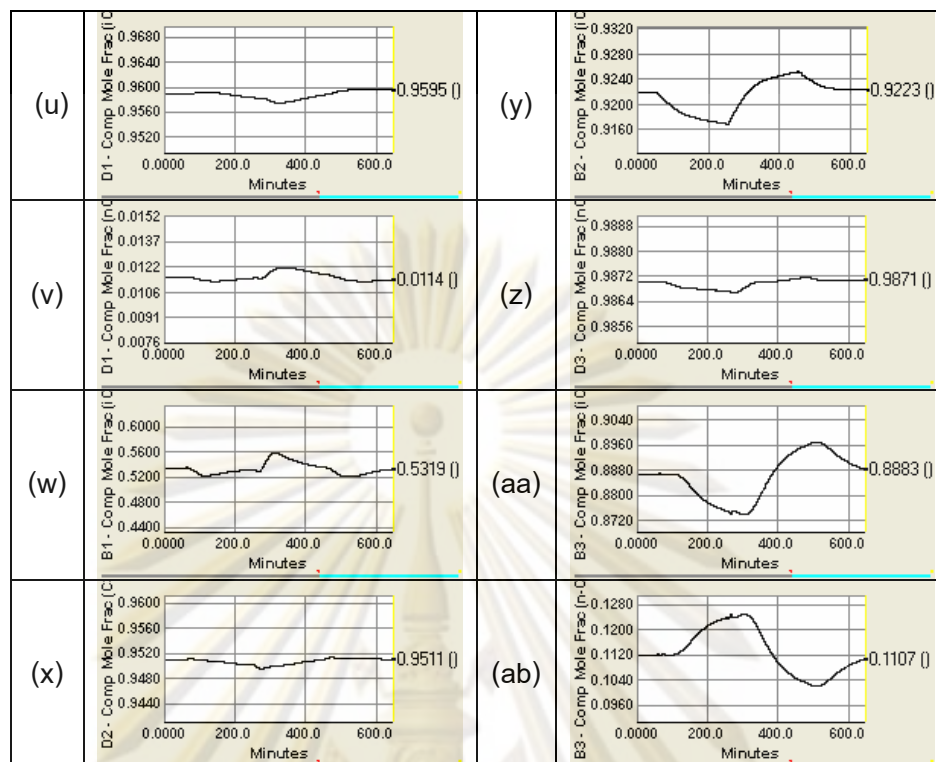 (u)
D1 - Comp Mole Frac (i C
0.9680
0.9640
0.9600
0.9560
0.9520
0.0000 200.0 400.0 600.0
Minutes
0.9595 ()
(y)
B2 - Comp Mole Frac (i C
0.9320
0.9280
0.9240
0.9200
0.9160
0.0000 200.0 400.0 600.0
Minutes
0.9223 ()
(v)
D1 - Comp Mole Frac (n-C
0.0152
0.0137
0.0122
0.0106
0.0091
0.0076
0.0000 200.0 400.0 600.0
Minutes
0.0114 ()
(z)
D3 - Comp Mole Frac (n-C
0.9888
0.9880
0.9872
0.9864
0.9856
0.0000 200.0 400.0 600.0
Minutes
0.9871 ()
(w)
B1 - Comp Mole Frac (i C
0.6000
0.5600
0.5200
0.4800
0.4400
0.0000 200.0 400.0 600.0
Minutes
0.5319 ()
(aa)
B3 - Comp Mole Frac (i C
0.9040
0.8960
0.8880
0.8800
0.8720
0.0000 200.0 400.0 600.0
Minutes
0.8883 ()
(x)
D2 - Comp Mole Frac (C
0.9600
0.9560
0.9520
0.9480
0.9440
0.0000 200.0 400.0 600.0
Minutes
0.9511 ()
(ab)
B3 - Comp Mole Frac (n-C
0.1280
0.1200
0.1120
0.1040
0.0960
0.0000 200.0 400.0 600.0
Minutes
0.1107 ()